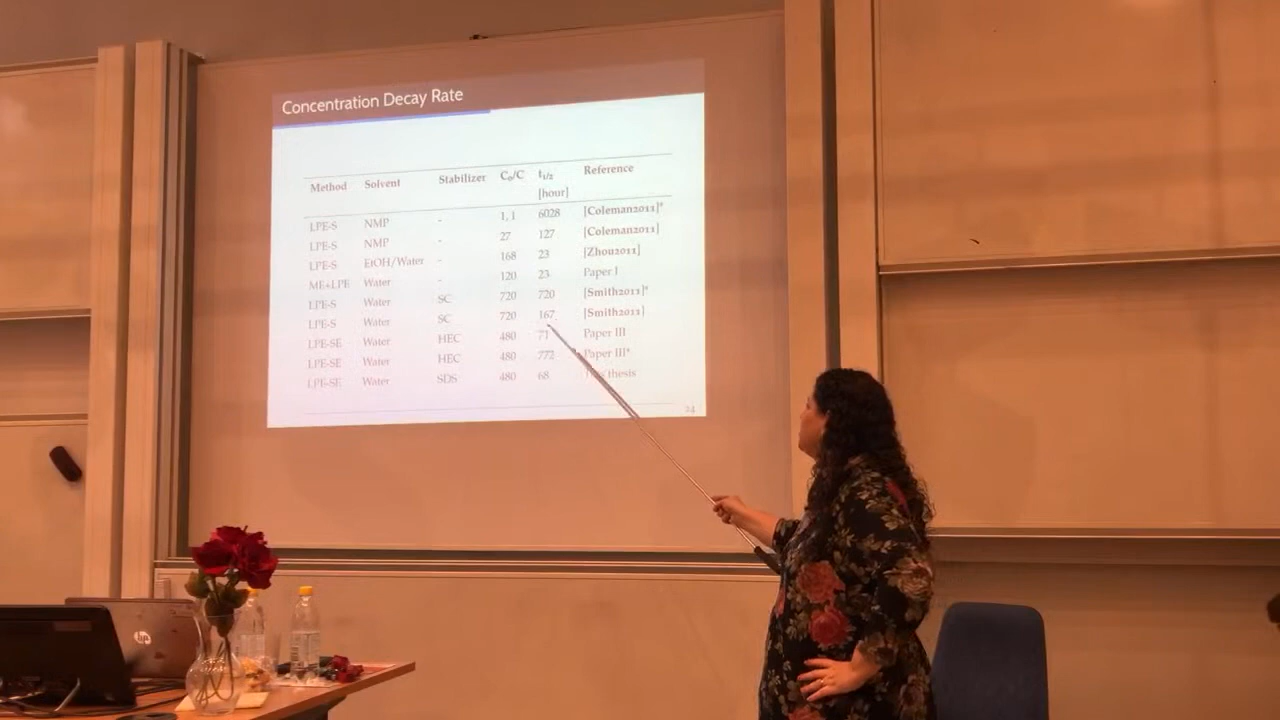 Concentration Decay Rate
Method Solvent Stabilizer C₀/C t₁/₂ [hour] Reference
LPE-S NMP - 1, 1 6028 [Coleman2011]*
LPE-S NMP - 27 127 [Coleman2011]
LPE-S EtOH/Water - 168 23 [Zhou2011]
ME+LPE Water - 120 23 Paper I
LPE-S Water SC 720 720 [Smith2011]*
LPE-S Water SC 720 167 [Smith2011]
LPE-SE Water HEC 480 71 Paper III
LPE-SE Water HEC 480 772 Paper III*
LPE-SE Water SDS 480 68 thesis
24
hp